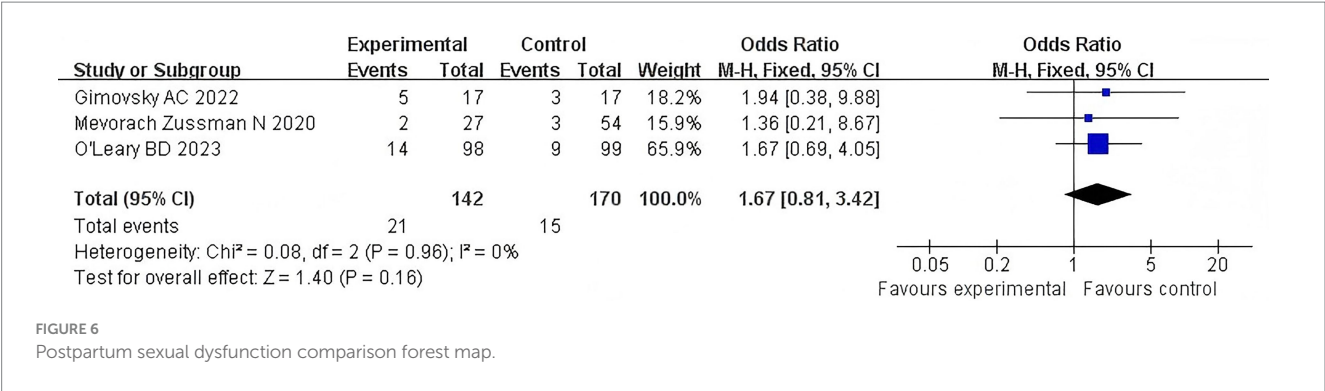 Experimental Control Odds Ratio Odds Ratio
Study or Subgroup Events Total Events Total Weight M-H, Fixed, 95% CI M-H, Fixed, 95% CI
Gimovsky AC 2022 5 17 3 17 18.2% 1.94 [0.38, 9.88]
Mevorach Zussman N 2020 2 27 3 54 15.9% 1.36 [0.21, 8.67]
O'Leary BD 2023 14 98 9 99 65.9% 1.67 [0.69, 4.05]
Total (95% CI) 142 170 100.0% 1.67 [0.81, 3.42]
Total events 21 15
Heterogeneity: Chi² = 0.08, df = 2 (P = 0.96); I² = 0%
Test for overall effect: Z = 1.40 (P = 0.16)
0.05 0.2 1 5 20
Favours experimental Favours control
FIGURE 6
Postpartum sexual dysfunction comparison forest map.